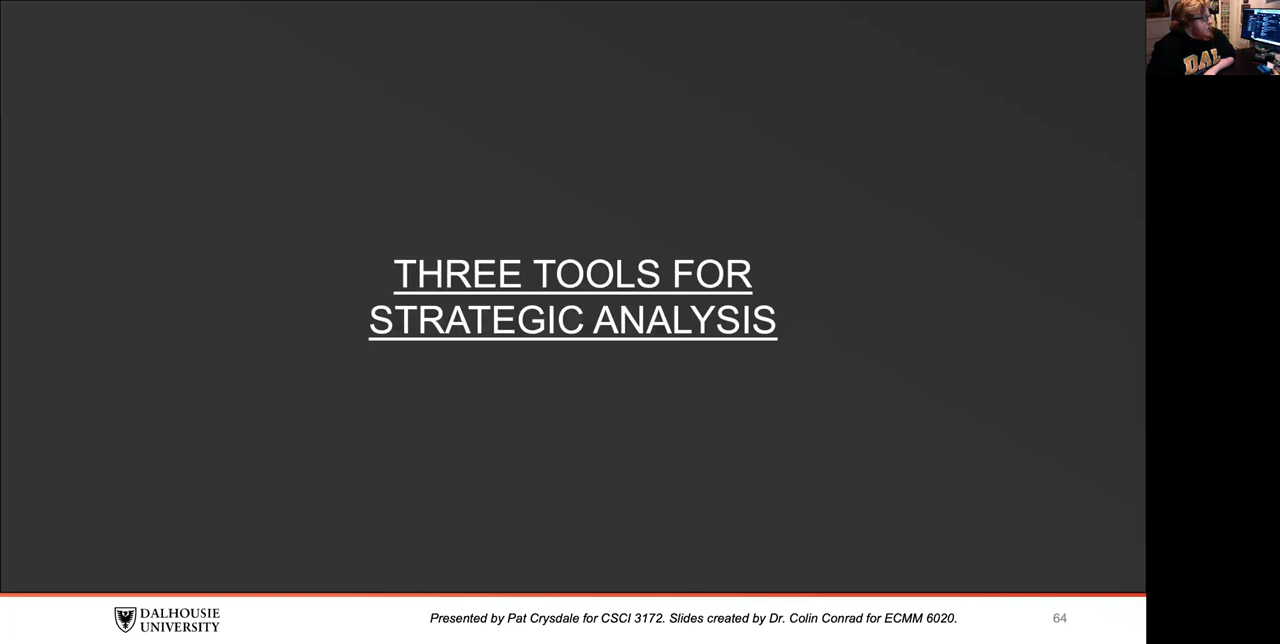 THREE TOOLS FOR
STRATEGIC ANALYSIS
DAL
DALHOUSIE
UNIVERSITY
Presented by Pat Crysdale for CSCI 3172. Slides created by Dr. Colin Conrad for ECMM 6020.
64